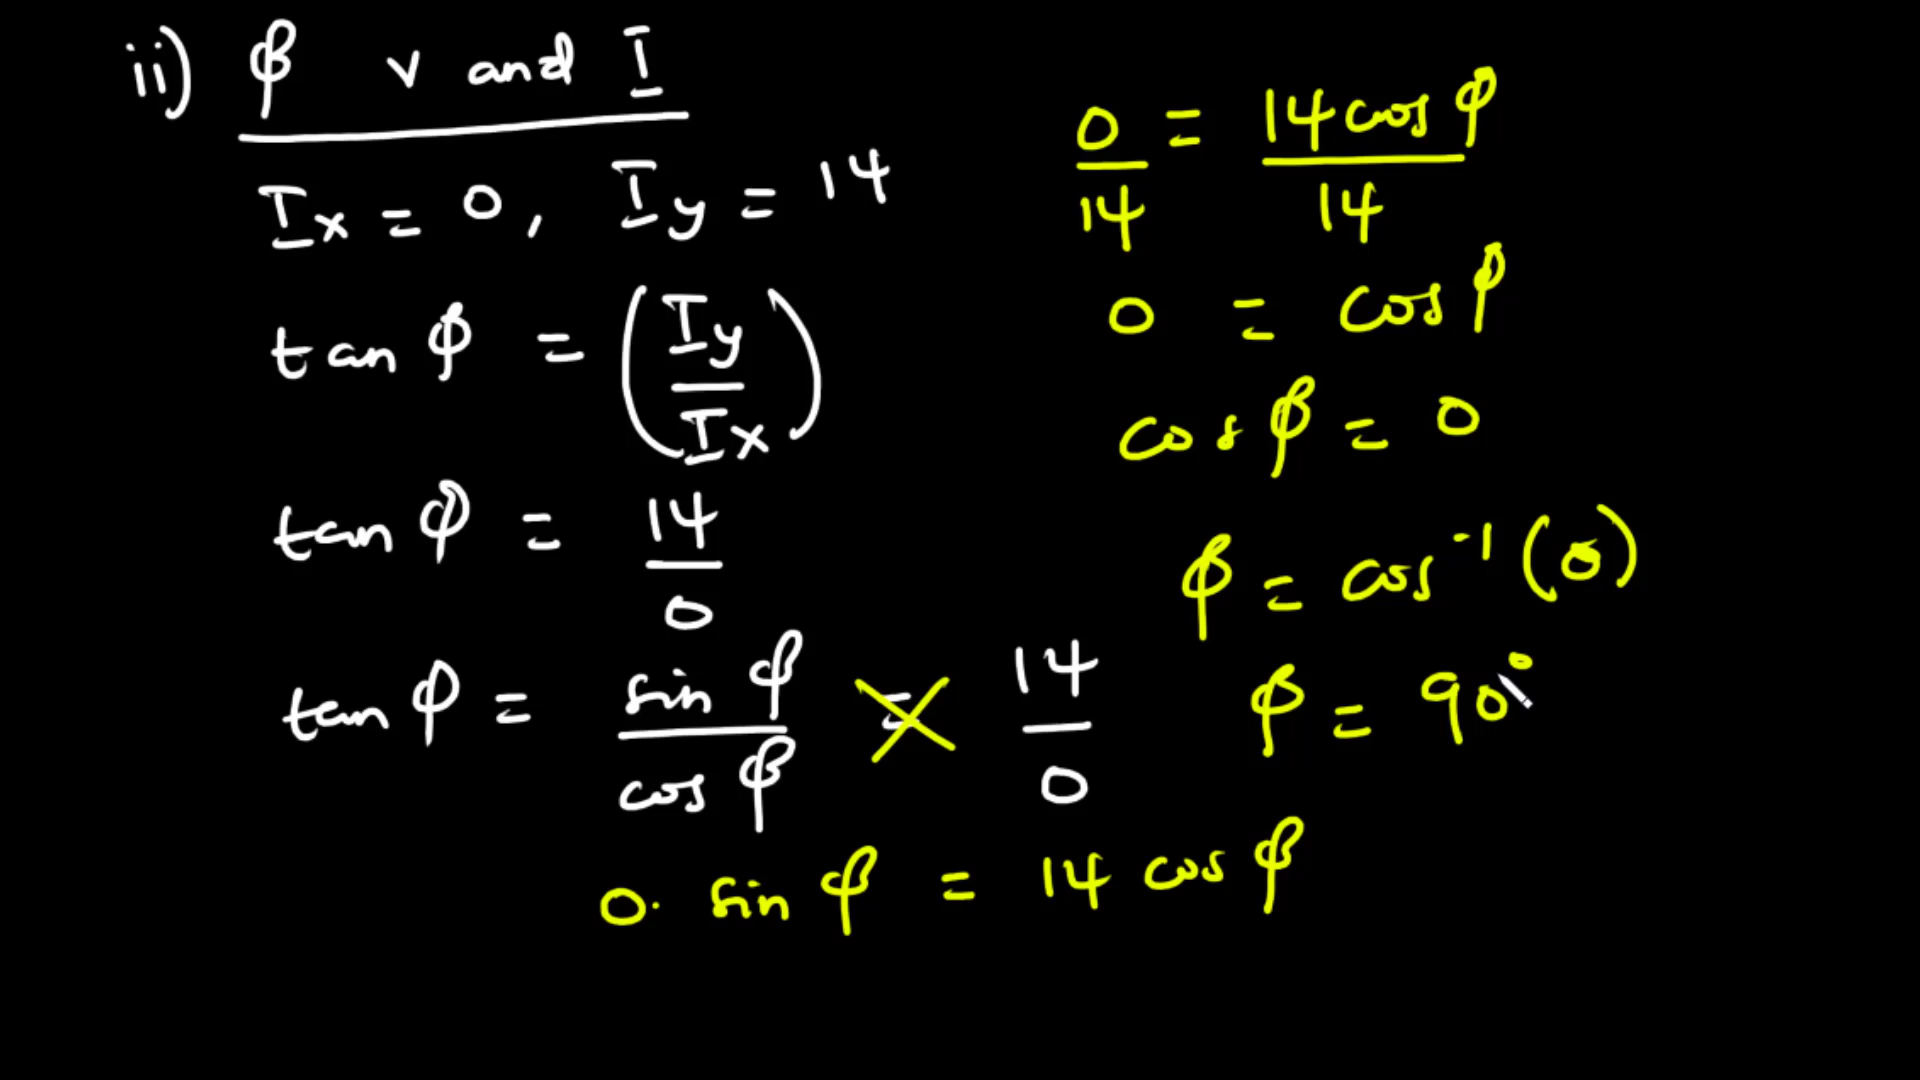 ii) φ v and I
Ix = 0, Iy = 14
tan φ = (Iy/Ix)
tan φ = 14/0
tan φ = sin φ/cos φ = 14/0
0. sin φ = 14 cos φ
0/14 = 14 cos φ/14
0 = cos φ
cos φ = 0
φ = cos⁻¹(0)
φ = 90°